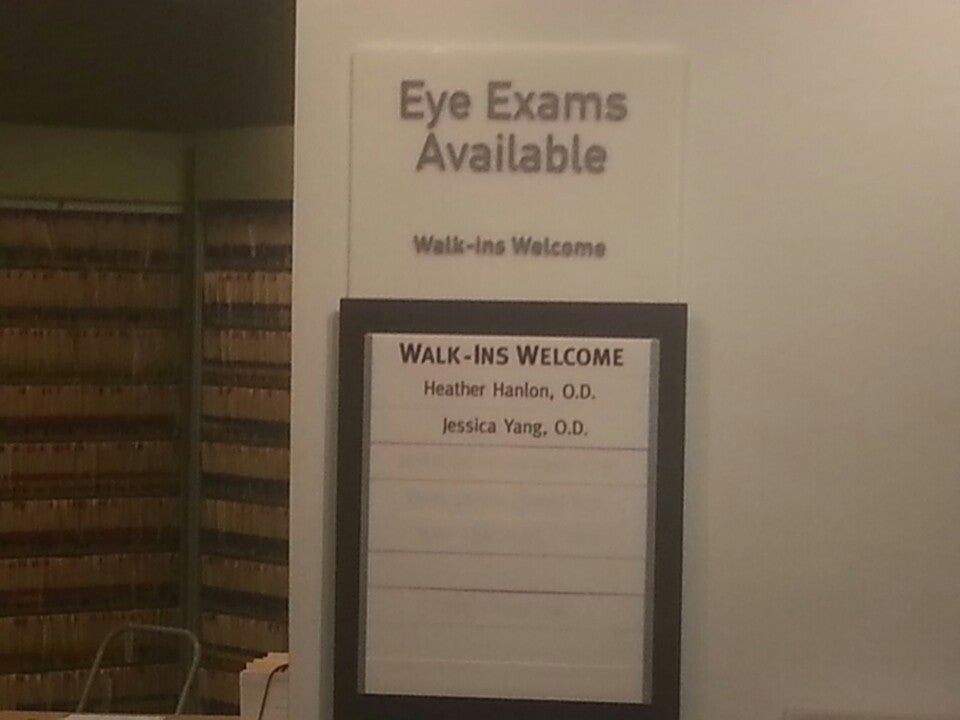 Eye Exams
Available
Walk-ins Welcome
WALK-INS WELCOME
Heather Hanlon, O.D.
Jessica Yang, O.D.